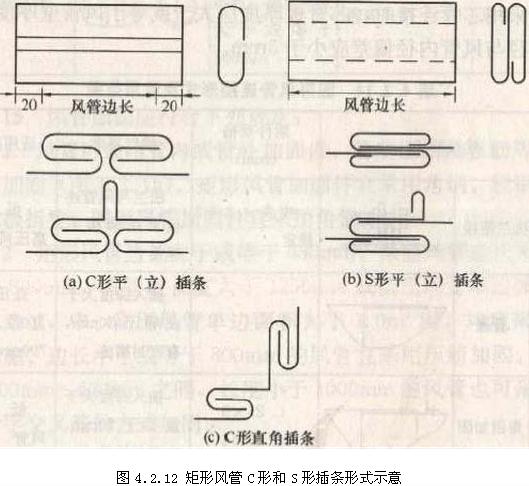 20 风管边长 20
风管边长
(a) C形平（立）插条
(b) S形平（立）插条
(c) C形直角插条
图 4.2.12 矩形风管 C 形和 S 形插条形式示意